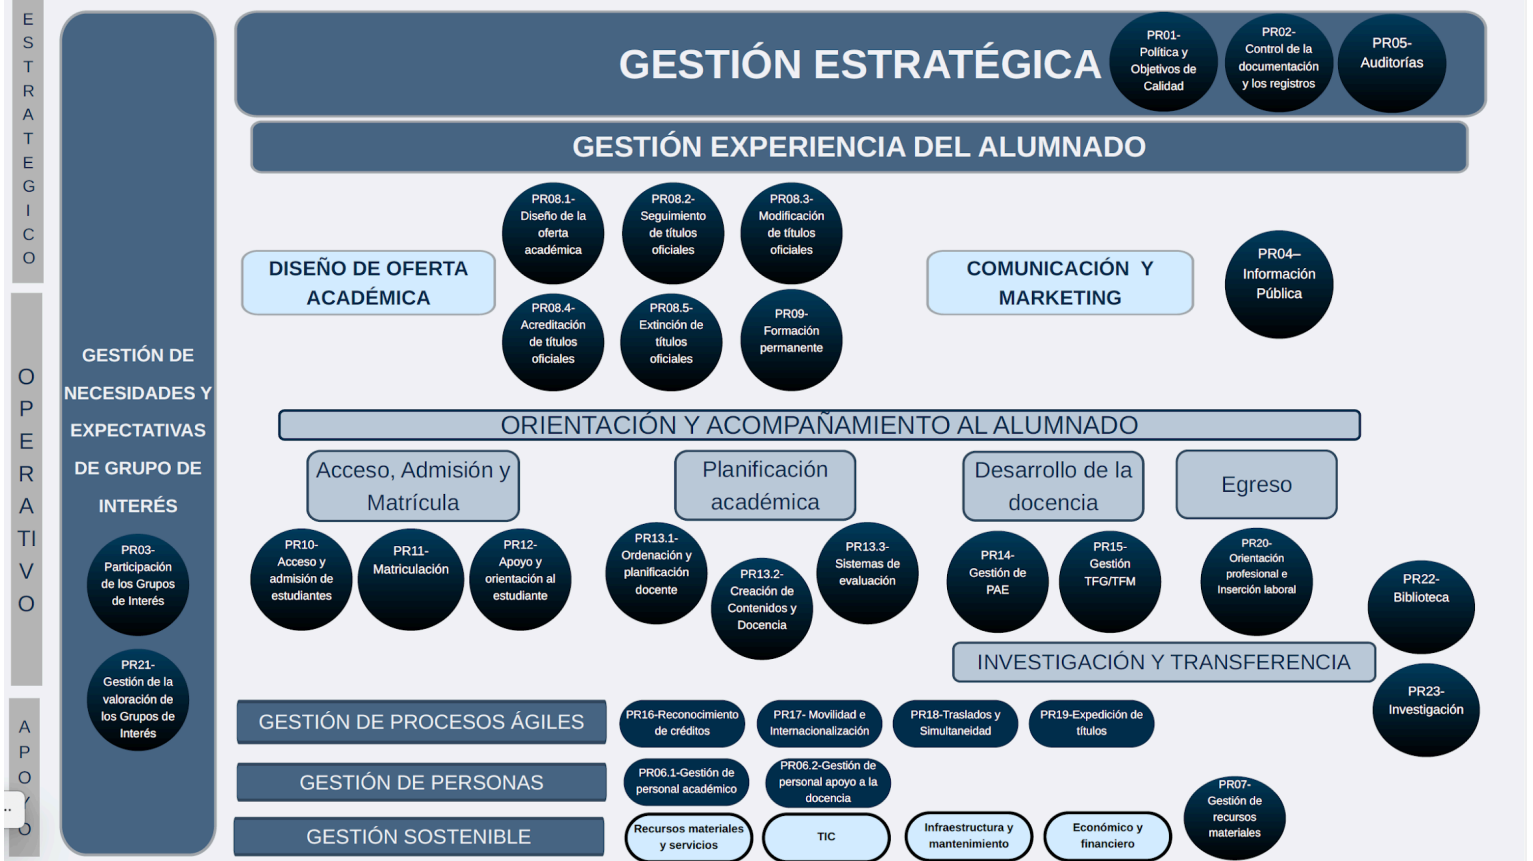 ESTRATEGICO
OPERATIVO
GESTIÓN DE
NECESIDADES Y
EXPECTATIVAS
DE GRUPO DE
INTERÉS
PR03-
Participación
de los Grupos
de Interés
PR21-
Gestión de la
valoración de
los Grupos de
Interés
GESTIÓN ESTRATÉGICA
PR01-
Política y
Objetivos de
Calidad
PR02-
Control de la
documentación
y los registros
PR05-
Auditorías
GESTIÓN EXPERIENCIA DEL ALUMNADO
DISEÑO DE OFERTA
ACADÉMICA
PR08.1-
Diseño de la
oferta
académica
PR08.2-
Seguimiento
de títulos
oficiales
PR08.3-
Modificación
de títulos
oficiales
PR08.4-
Acreditación
de títulos
oficiales
PR08.5-
Extinción de
títulos
oficiales
PR09-
Formación
permanente
COMUNICACIÓN Y
MARKETING
PR04–
Información
Pública
ORIENTACIÓN Y ACOMPAÑAMIENTO AL ALUMNADO
Acceso, Admisión y
Matrícula
Planificación
académica
Desarrollo de la
docencia
Egreso
PR10-
Acceso y
admisión de
estudiantes
PR11-
Matriculación
PR12-
Apoyo y
orientación al
estudiante
PR13.1-
Ordenación y
planificación
docente
PR13.2-
Creación de
Contenidos y
Docencia
PR13.3-
Sistemas de
evaluación
PR14-
Gestión de
PAE
PR15-
Gestión
TFG/TFM
PR20-
Orientación
profesional e
Inserción laboral
PR22-
Biblioteca
INVESTIGACIÓN Y TRANSFERENCIA
PR23-
Investigación
GESTIÓN DE PROCESOS ÁGILES
PR16-Reconocimiento
de créditos
PR17- Movilidad e
Internacionalización
PR18-Traslados y
Simultaneidad
PR19-Expedición de
títulos
GESTIÓN DE PERSONAS
PR06.1-Gestión de
personal académico
PR06.2-Gestión de
personal apoyo a la
docencia
PR07-
Gestión de
recursos
materiales
GESTIÓN SOSTENIBLE
Recursos materiales
y servicios
TIC
Infraestructura y
mantenimiento
Económico y
financiero